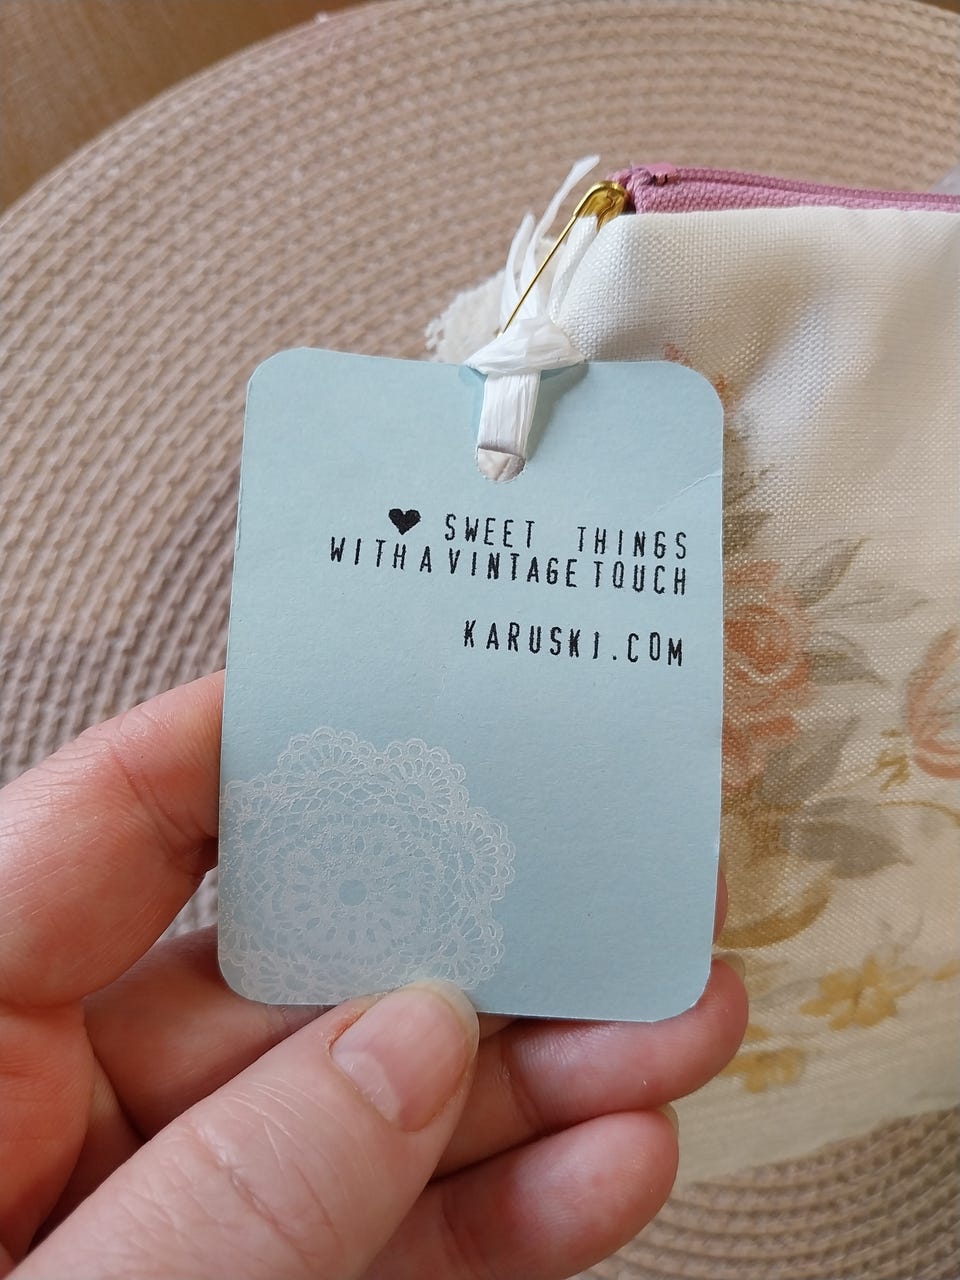 ♥ SWEET THINGS
WITH A VINTAGE TOUCH
KARUSKI.COM